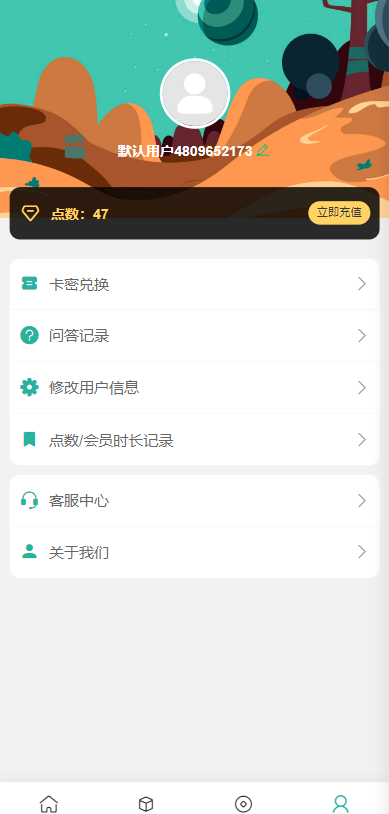 默认用户4809652173
点数：47
立即充值
卡密兑换
问答记录
修改用户信息
点数/会员时长记录
客服中心
关于我们